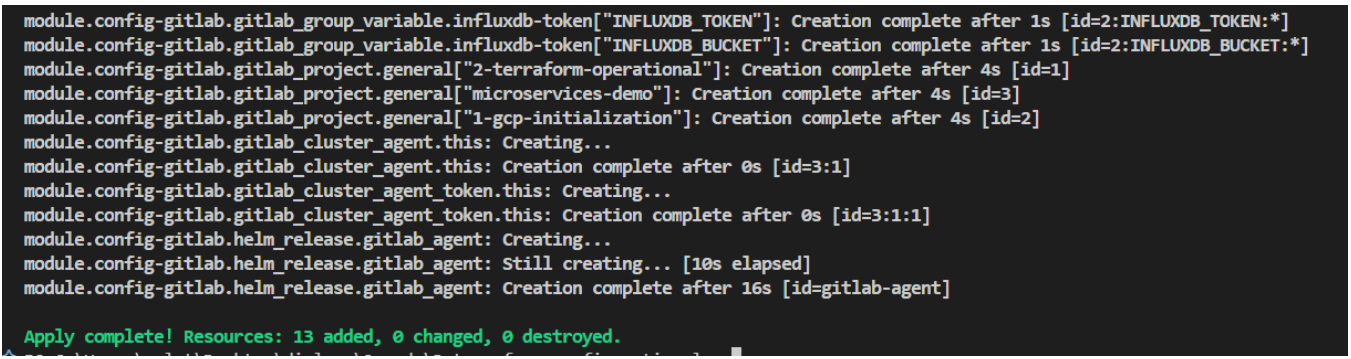 module.config-gitlab.gitlab_group_variable.influxdb-token["INFLUXDB_TOKEN"]: Creation complete after 1s [id=2:INFLUXDB_TOKEN:*]
module.config-gitlab.gitlab_group_variable.influxdb-token["INFLUXDB_BUCKET"]: Creation complete after 1s [id=2:INFLUXDB_BUCKET:*]
module.config-gitlab.gitlab_project.general["2-terraform-operational"]: Creation complete after 4s [id=1]
module.config-gitlab.gitlab_project.general["microservices-demo"]: Creation complete after 4s [id=3]
module.config-gitlab.gitlab_project.general["1-gcp-initialization"]: Creation complete after 4s [id=2]
module.config-gitlab.gitlab_cluster_agent.this: Creating...
module.config-gitlab.gitlab_cluster_agent.this: Creation complete after 0s [id=3:1]
module.config-gitlab.gitlab_cluster_agent_token.this: Creating...
module.config-gitlab.gitlab_cluster_agent_token.this: Creation complete after 0s [id=3:1:1]
module.config-gitlab.helm_release.gitlab_agent: Creating...
module.config-gitlab.helm_release.gitlab_agent: Still creating... [10s elapsed]
module.config-gitlab.helm_release.gitlab_agent: Creation complete after 16s [id=gitlab-agent]
Apply complete! Resources: 13 added, 0 changed, 0 destroyed.